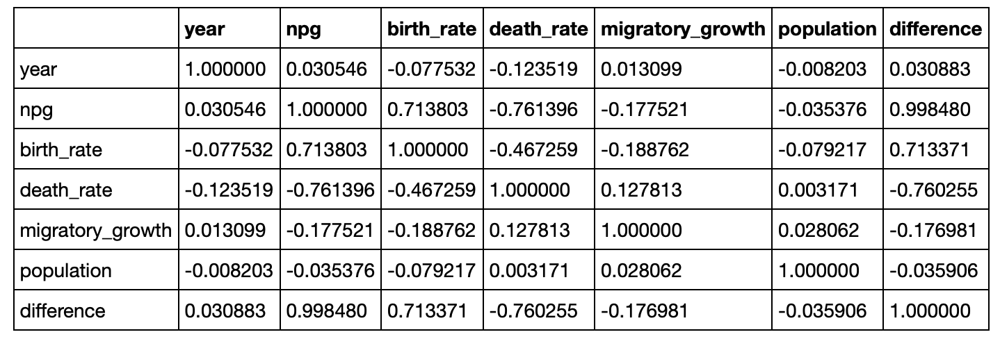 year npg birth_rate death_rate migratory_growth population difference
year 1.000000 0.030546 -0.077532 -0.123519 0.013099 -0.008203 0.030883
npg 0.030546 1.000000 0.713803 -0.761396 -0.177521 -0.035376 0.998480
birth_rate -0.077532 0.713803 1.000000 -0.467259 -0.188762 -0.079217 0.713371
death_rate -0.123519 -0.761396 -0.467259 1.000000 0.127813 0.003171 -0.760255
migratory_growth 0.013099 -0.177521 -0.188762 0.127813 1.000000 0.028062 -0.176981
population -0.008203 -0.035376 -0.079217 0.003171 0.028062 1.000000 -0.035906
difference 0.030883 0.998480 0.713371 -0.760255 -0.176981 -0.035906 1.000000